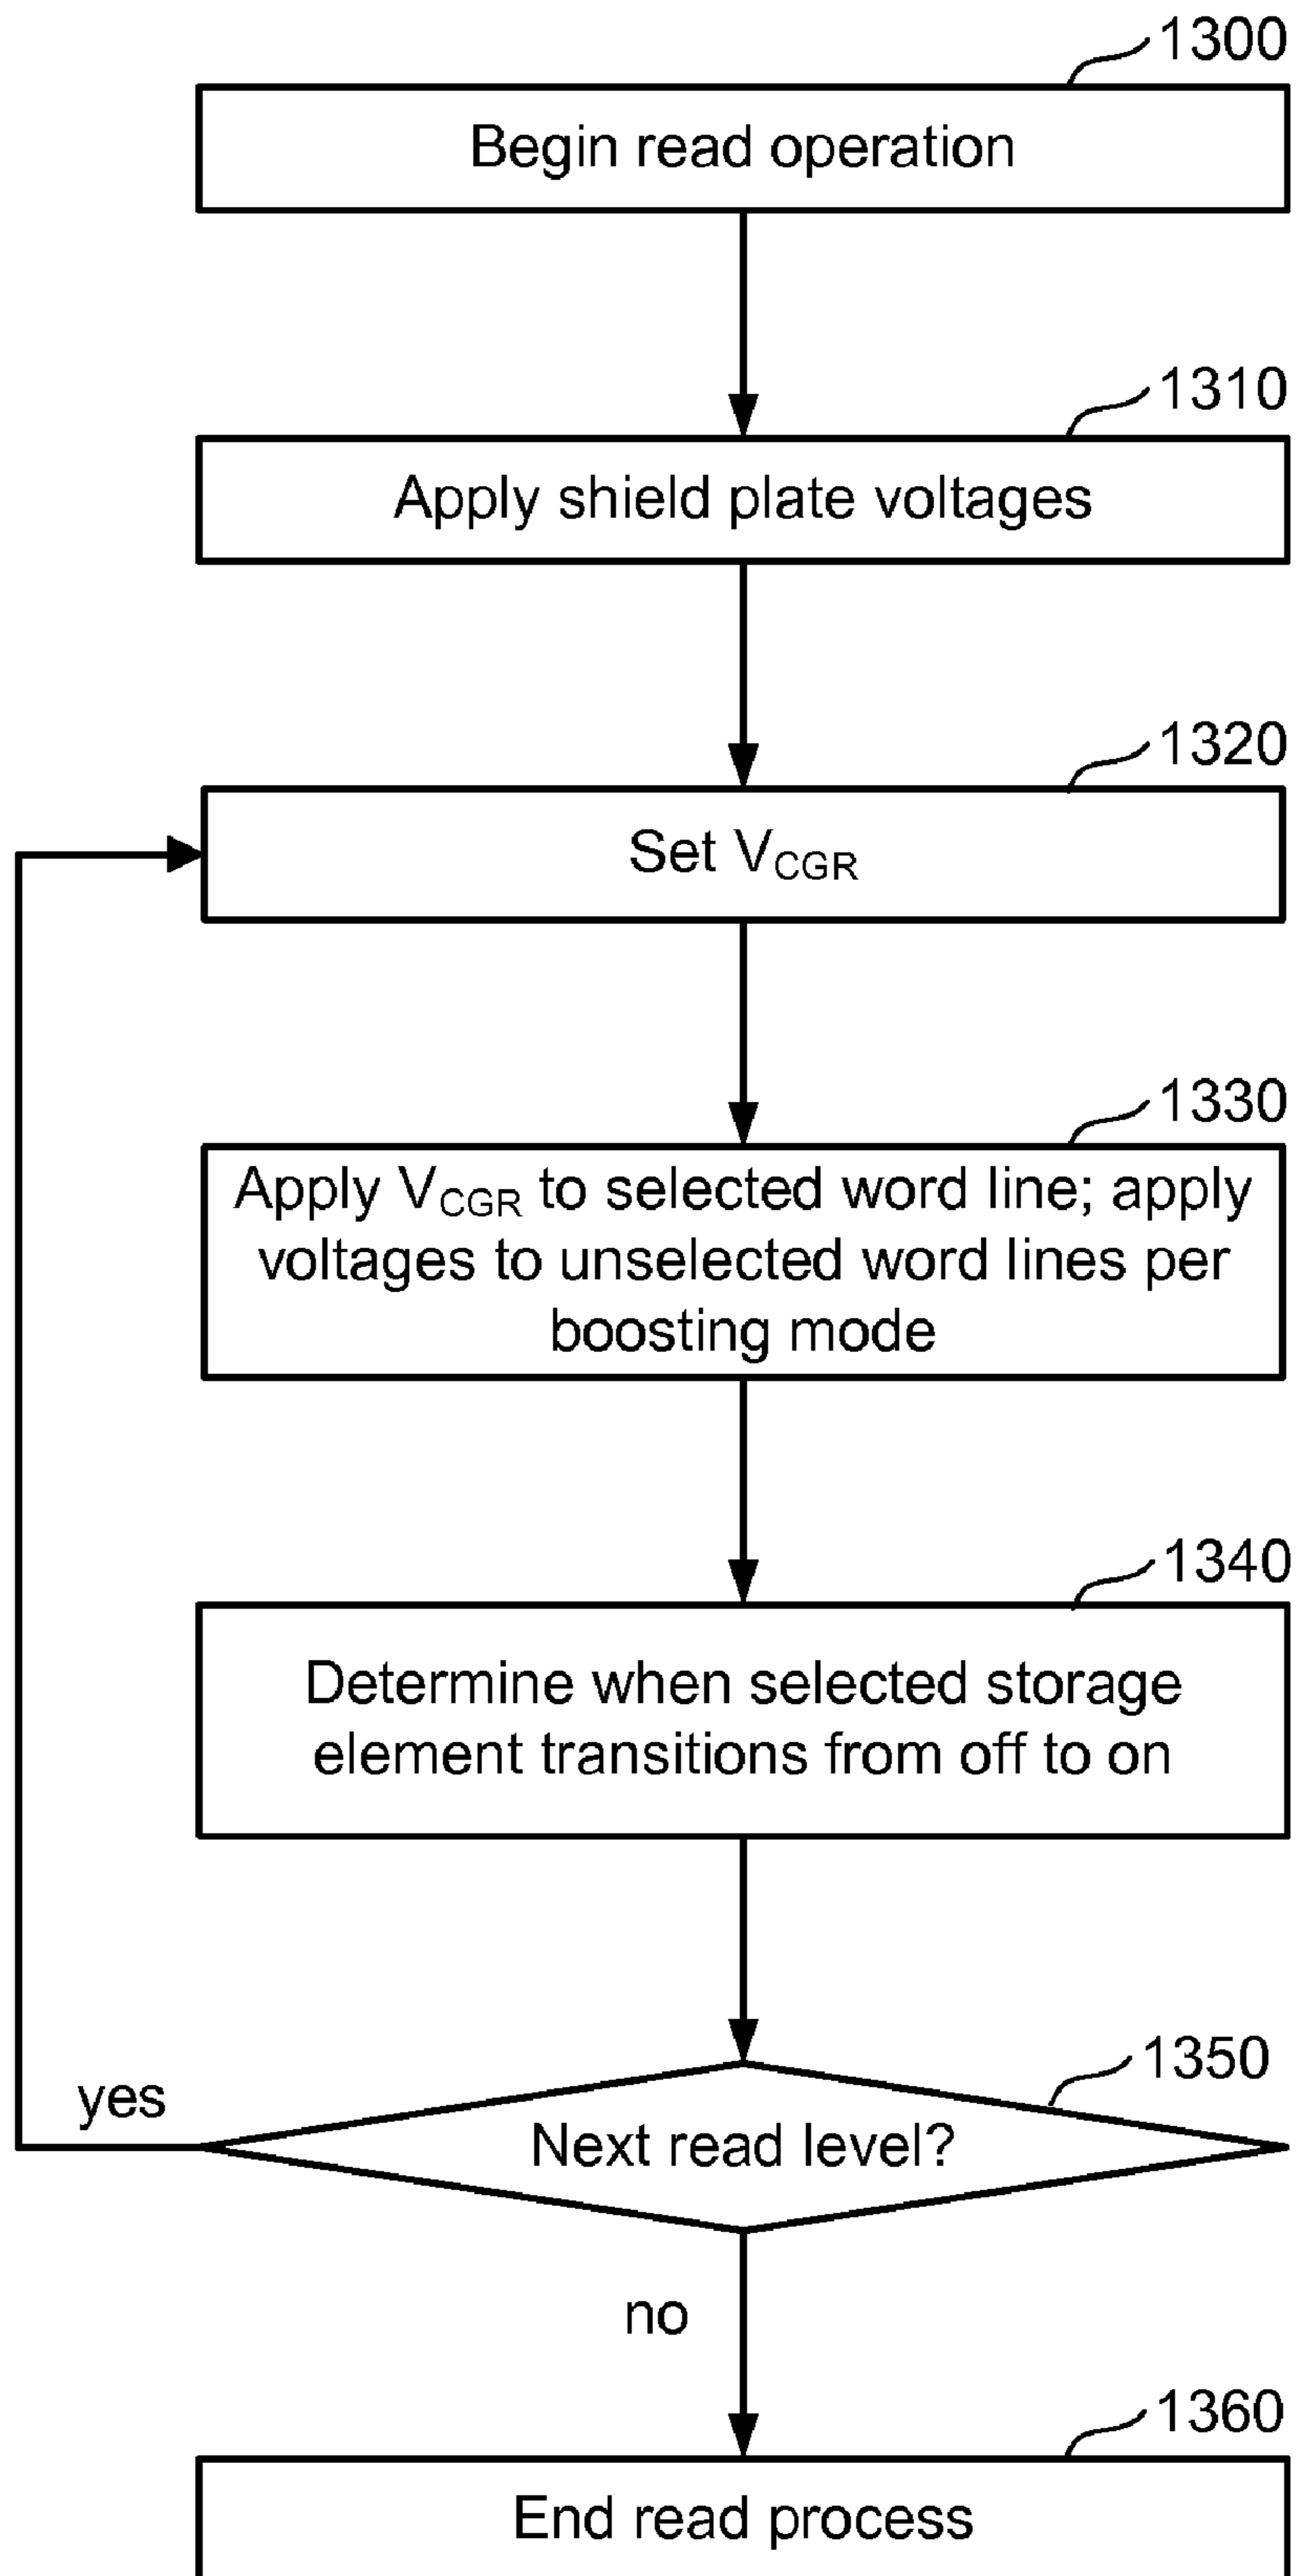 1300
Begin read operation
1310
Apply shield plate voltages
1320
Set V_CGR
1330
Apply V_CGR to selected word line; apply
voltages to unselected word lines per
boosting mode
1340
Determine when selected storage
element transitions from off to on
1350
yes
Next read level?
no
1360
End read process